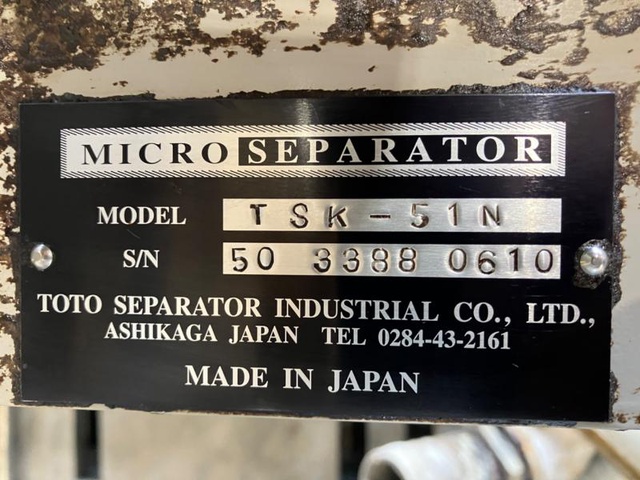 MICRO SEPARATOR
MODEL TSK-51N
S/N 50 3388 0610
TOTO SEPARATOR INDUSTRIAL CO., LTD.,
ASHIKAGA JAPAN TEL 0284-43-2161
MADE IN JAPAN